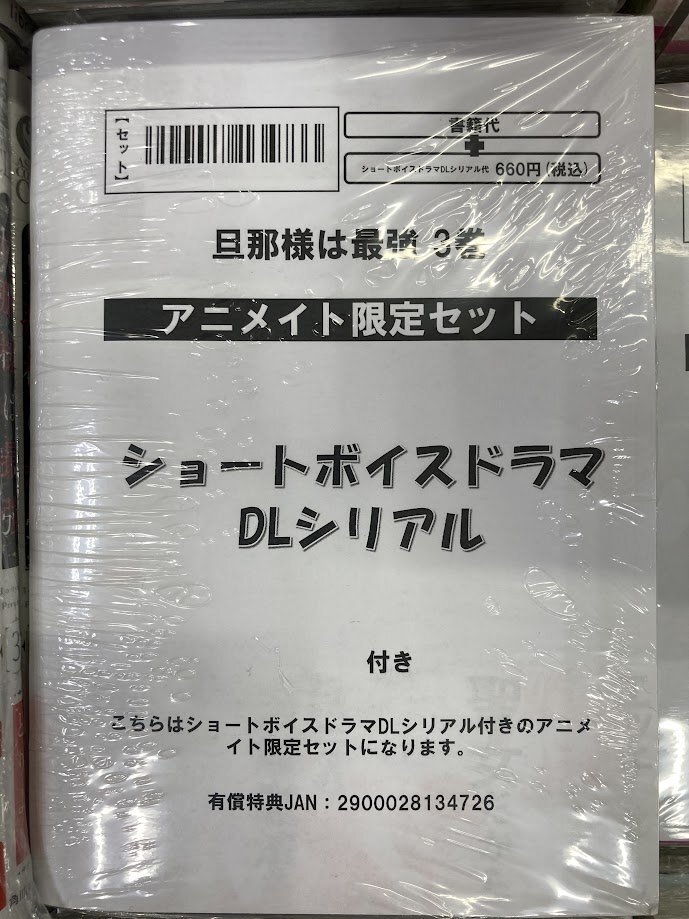 【セット】
書籍代
+
ショートボイスドラマDLシリアル代 660円(税込)
旦那様は最強 3巻
アニメイト限定セット
ショートボイスドラマ
DLシリアル
付き
こちらはショートボイスドラマDLシリアル付きのアニメ
イト限定セットになります。
有償特典JAN：2900028134726